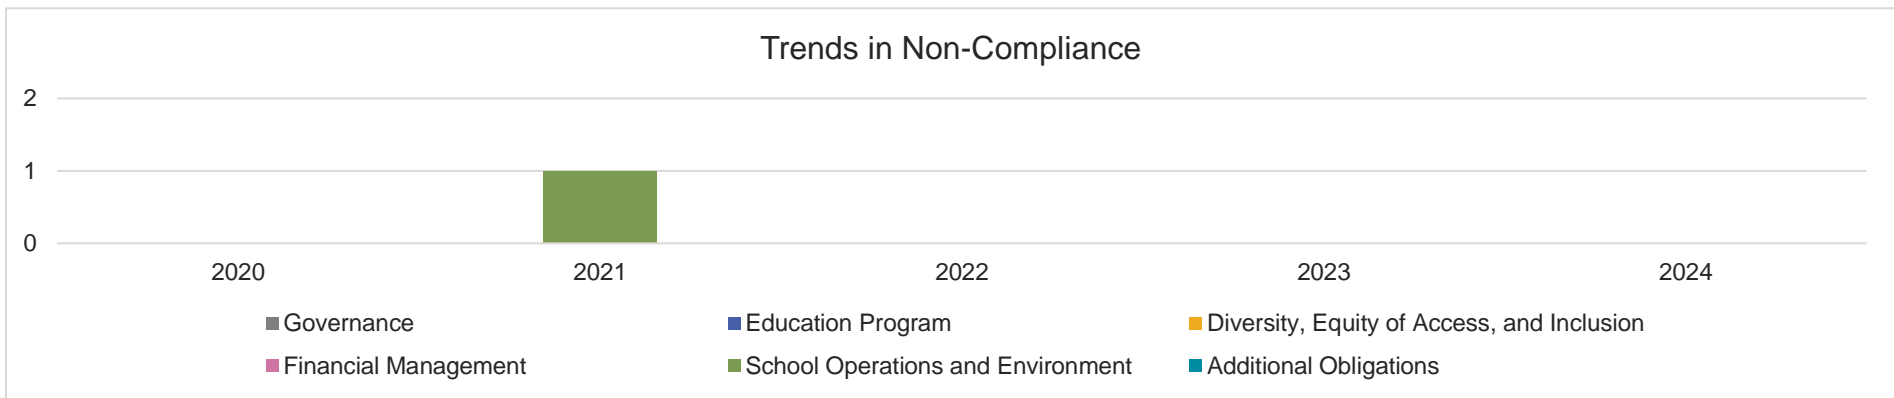 Trends in Non-Compliance
2
1
0
2020 2021 2022 2023 2024
Governance Education Program Diversity, Equity of Access, and Inclusion
Financial Management School Operations and Environment Additional Obligations